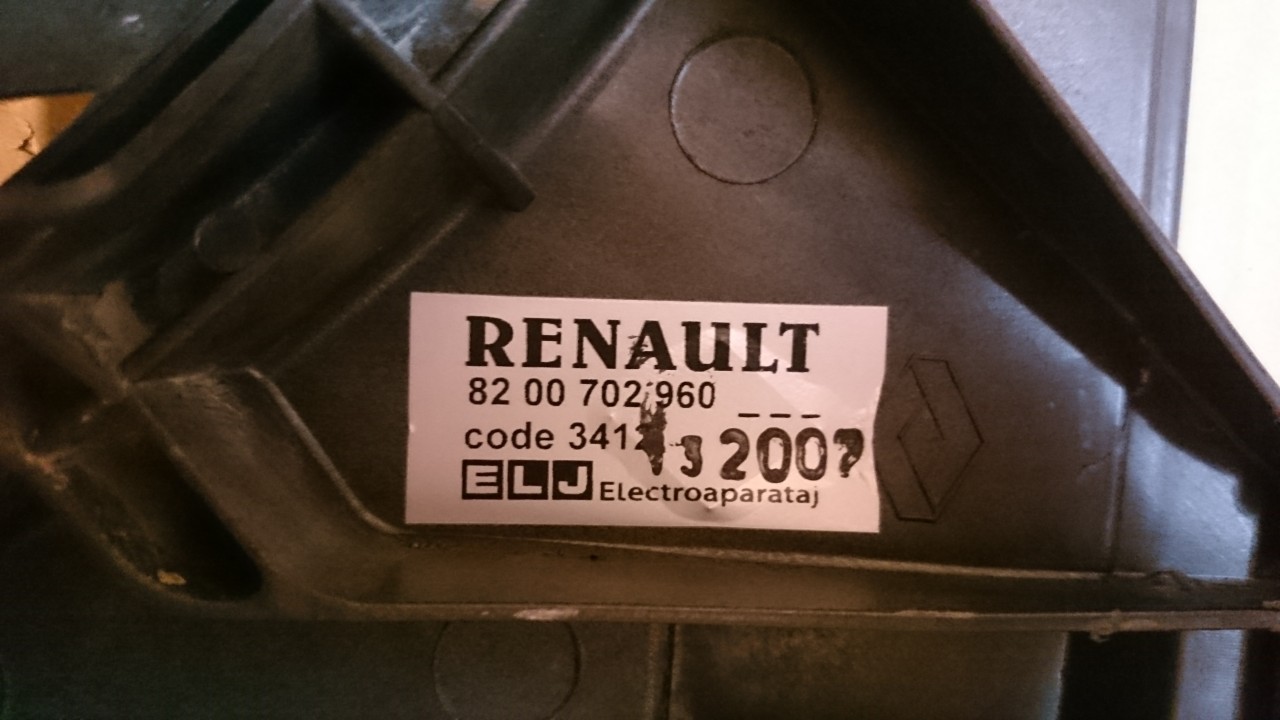 RENAULT
82 00 702 960
code 341
2007
ELJ Electroaparataj